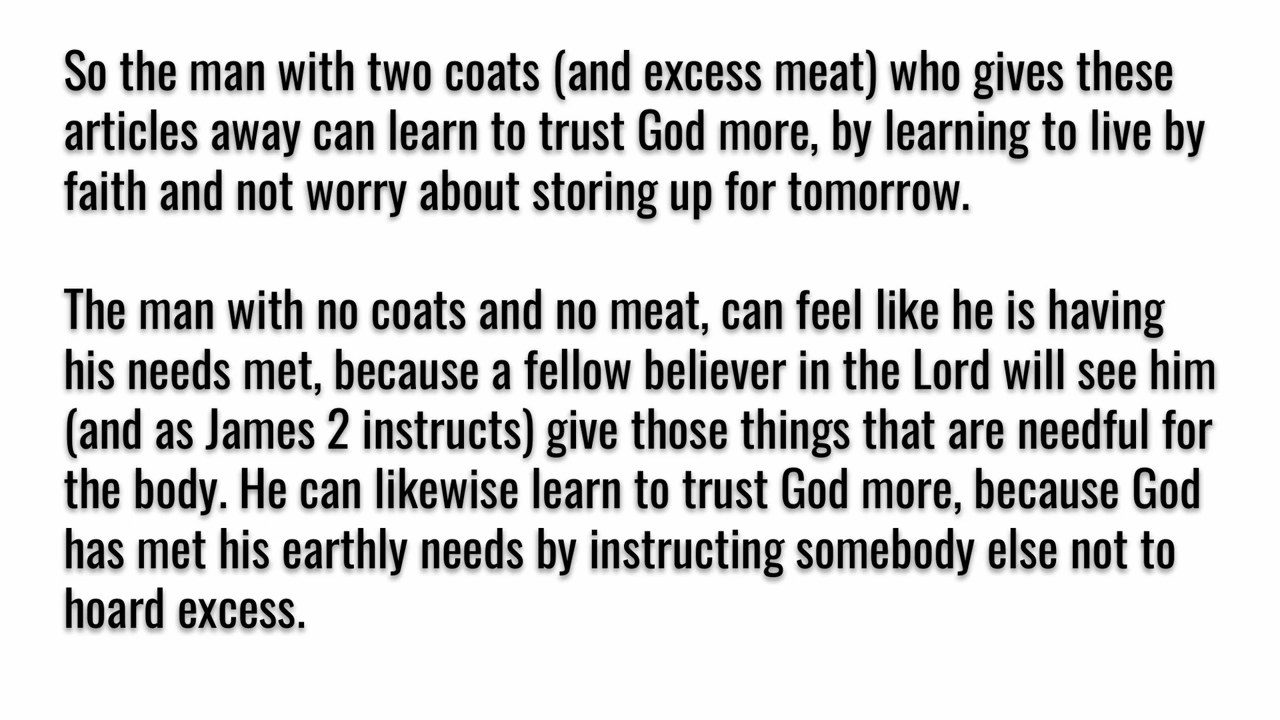 So the man with two coats (and excess meat) who gives these
articles away can learn to trust God more, by learning to live by
faith and not worry about storing up for tomorrow.
The man with no coats and no meat, can feel like he is having
his needs met, because a fellow believer in the Lord will see him
(and as James 2 instructs) give those things that are needful for
the body. He can likewise learn to trust God more, because God
has met his earthly needs by instructing somebody else not to
hoard excess.